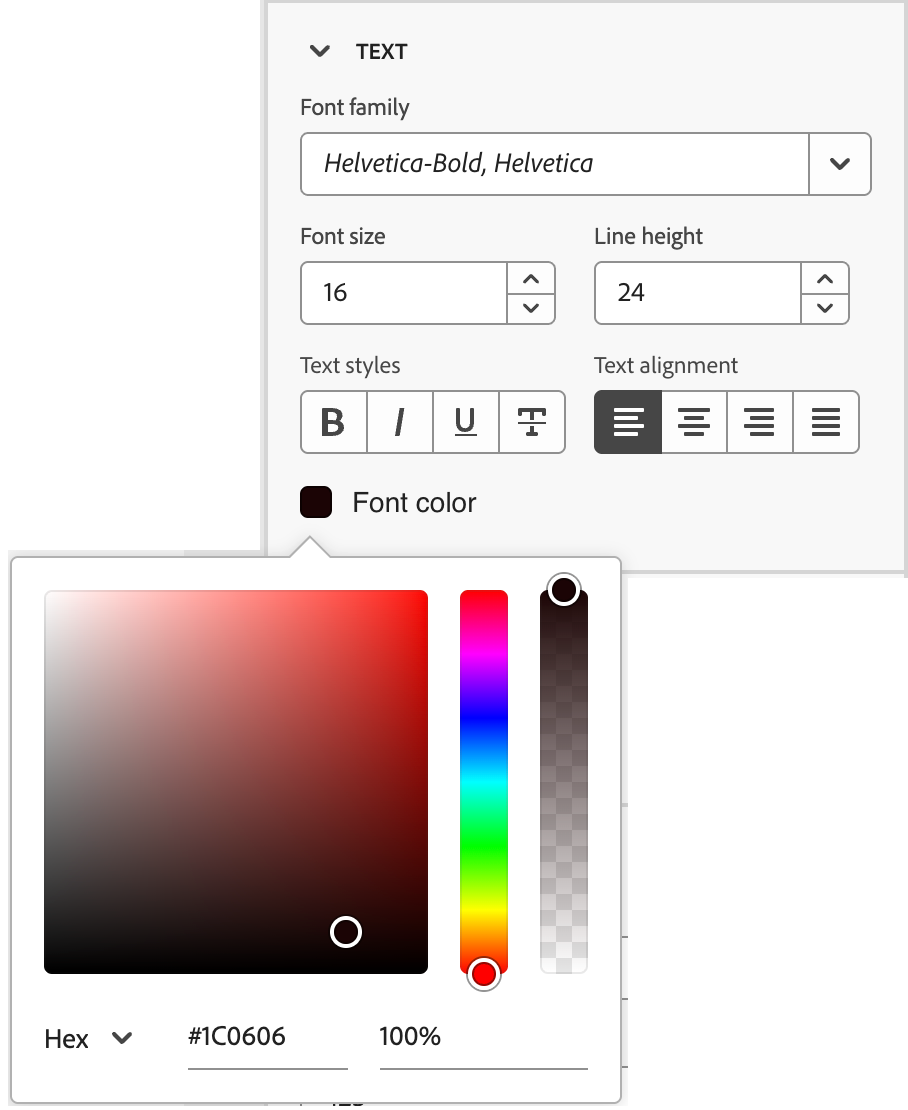 TEXT
Font family
Helvetica-Bold, Helvetica
Font size Line height
16 24
Text styles Text alignment
B I U T
Font color
Hex #1C0606 100%